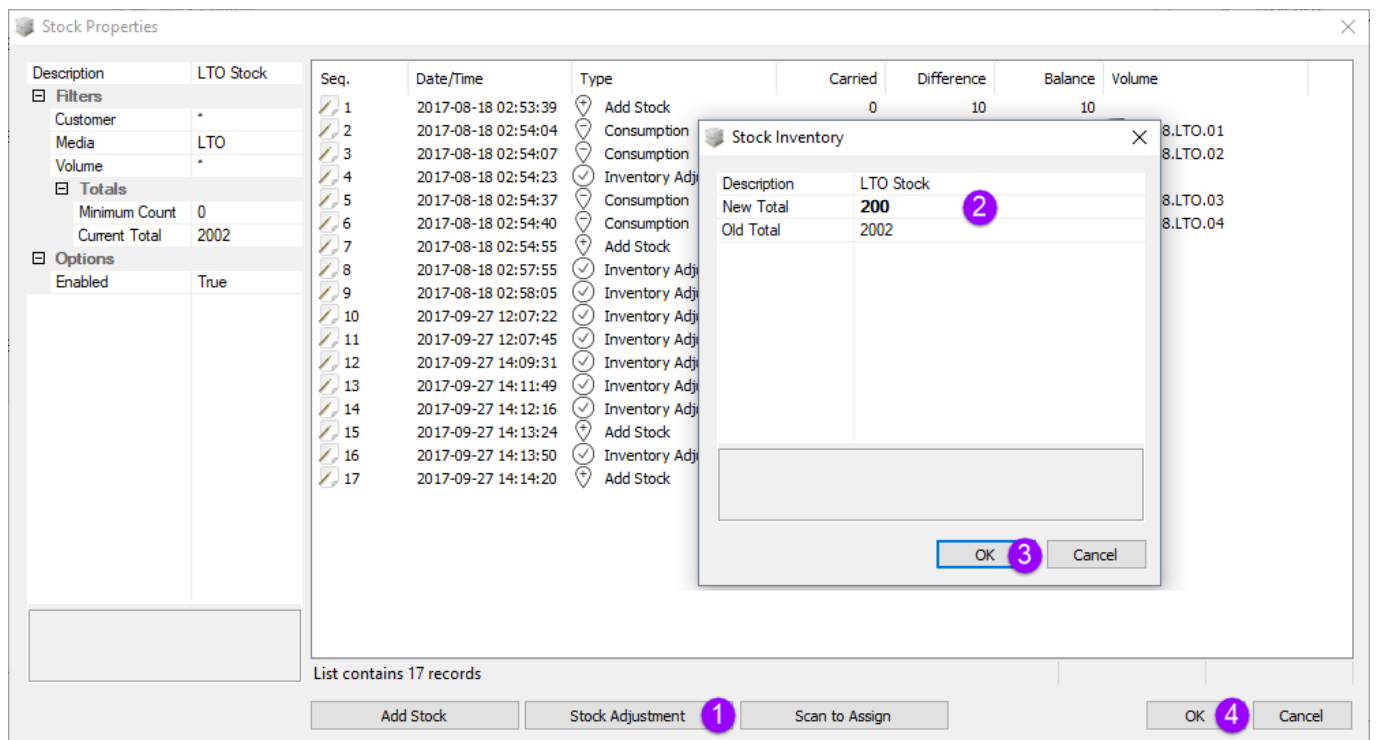 Stock Properties
Description LTO Stock
Filters
Customer *
Media LTO
Volume *
Totals
Minimum Count 0
Current Total 2002
Options
Enabled True
Seq. Date/Time Type Carried Difference Balance Volume
1 2017-08-18 02:53:39 Add Stock 0 10 10
2 2017-08-18 02:54:04 Consumption 8.LTO.01
3 2017-08-18 02:54:07 Consumption 8.LTO.02
4 2017-08-18 02:54:23 Inventory Adju
5 2017-08-18 02:54:37 Consumption 8.LTO.03
6 2017-08-18 02:54:40 Consumption 8.LTO.04
7 2017-08-18 02:54:55 Add Stock
8 2017-08-18 02:57:55 Inventory Adju
9 2017-08-18 02:58:05 Inventory Adju
10 2017-09-27 12:07:22 Inventory Adju
11 2017-09-27 12:07:45 Inventory Adju
12 2017-09-27 14:09:31 Inventory Adju
13 2017-09-27 14:11:49 Inventory Adju
14 2017-09-27 14:12:16 Inventory Adju
15 2017-09-27 14:13:24 Add Stock
16 2017-09-27 14:13:50 Inventory Adju
17 2017-09-27 14:14:20 Add Stock
Stock Inventory
Description LTO Stock
New Total 200 2
Old Total 2002
OK 3 Cancel
List contains 17 records
Add Stock Stock Adjustment 1 Scan to Assign OK 4 Cancel